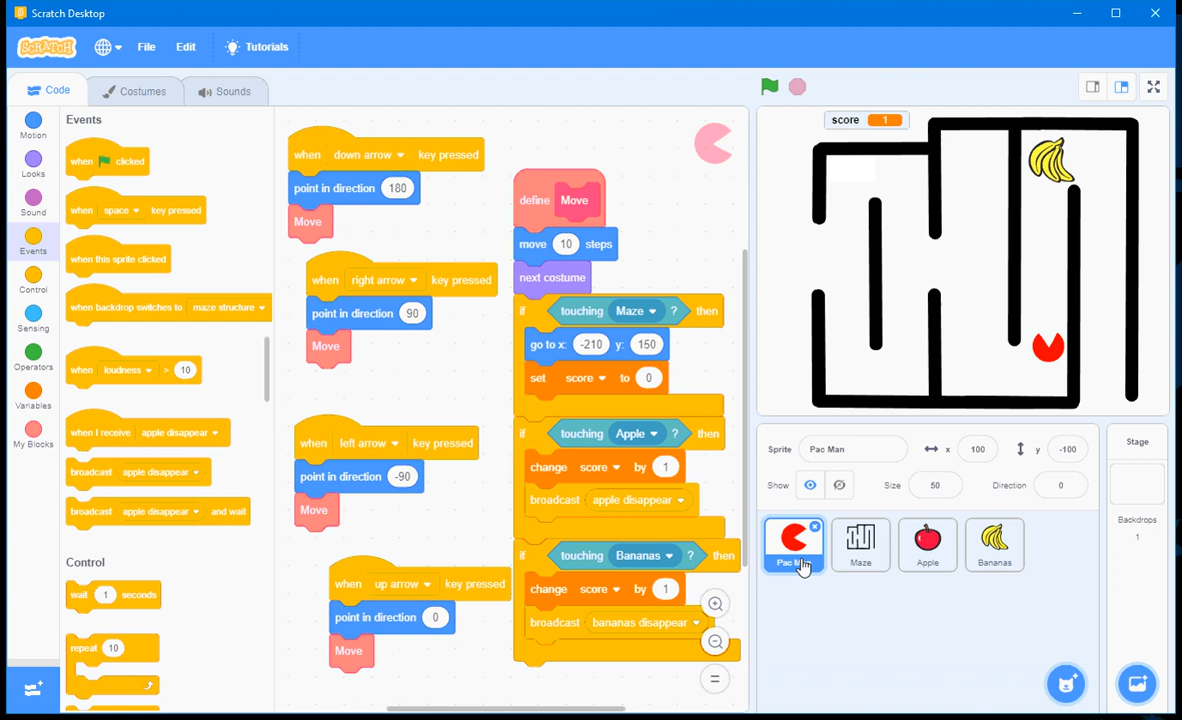 Scratch Desktop
SCRATCH
File
Edit
Tutorials
Code
Costumes
Sounds
Motion
Looks
Sound
Events
Control
Sensing
Operators
Variables
My Blocks
Events
when clicked
when space key pressed
when this sprite clicked
when backdrop switches to maze structure
when loudness > 10
when I receive apple disappear
broadcast apple disappear
broadcast apple disappear and wait
Control
wait 1 seconds
repeat 10
when down arrow key pressed
point in direction 180
Move
when right arrow key pressed
point in direction 90
Move
when left arrow key pressed
point in direction -90
Move
when up arrow key pressed
point in direction 0
Move
define Move
move 10 steps
next costume
if touching Maze ? then
go to x: -210 y: 150
set score to 0
if touching Apple ? then
change score by 1
broadcast apple disappear
if touching Bananas ? then
change score by 1
broadcast bananas disappear
score 1
Sprite Pac Man x 100 y -100
Show Size 50 Direction 0
Maze
Apple
Bananas
Stage
Backdrops
1